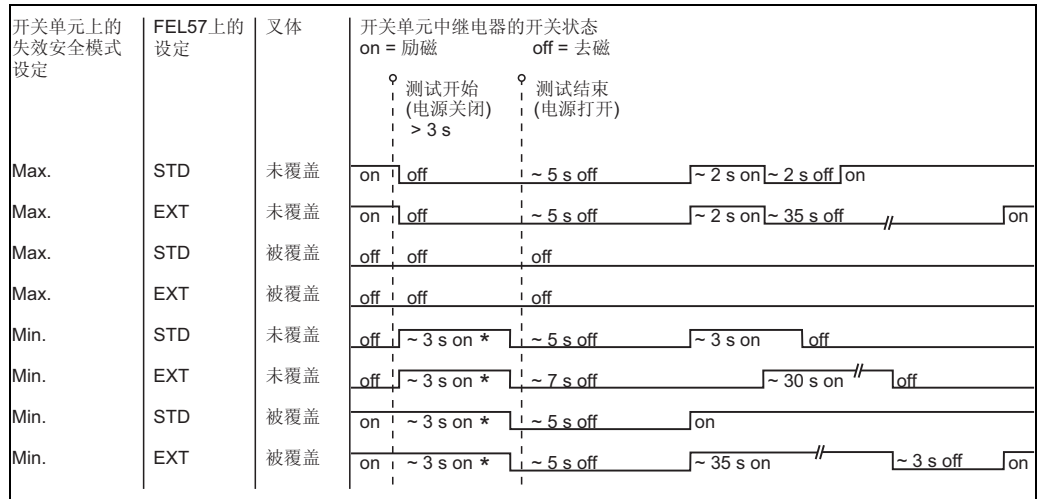 开关单元上的 失效安全模式 设定
FEL57上的 设定
叉体
开关单元中继电器的开关状态
on = 励磁 off = 去磁
测试开始 (电源关闭) > 3 s
测试结束 (电源打开)
Max. STD 未覆盖 on off ~ 5 s off ~ 2 s on ~ 2 s off on
Max. EXT 未覆盖 on off ~ 5 s off ~ 2 s on ~ 35 s off on
Max. STD 被覆盖 off off off
Max. EXT 被覆盖 off off off
Min. STD 未覆盖 off ~ 3 s on * ~ 5 s off ~ 3 s on off
Min. EXT 未覆盖 off ~ 3 s on * ~ 7 s off ~ 30 s on off
Min. STD 被覆盖 on ~ 3 s on * ~ 5 s off on
Min. EXT 被覆盖 on ~ 3 s on * ~ 5 s off ~ 35 s on ~ 3 s off on